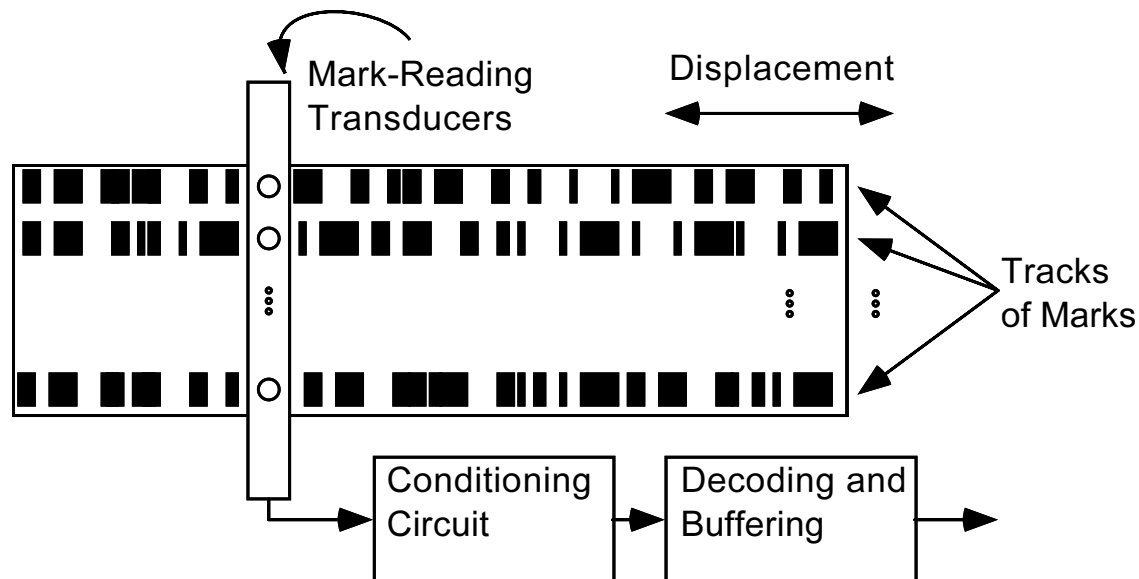 Mark-Reading
Transducers
Displacement
Tracks
of Marks
Conditioning
Circuit
Decoding and
Buffering